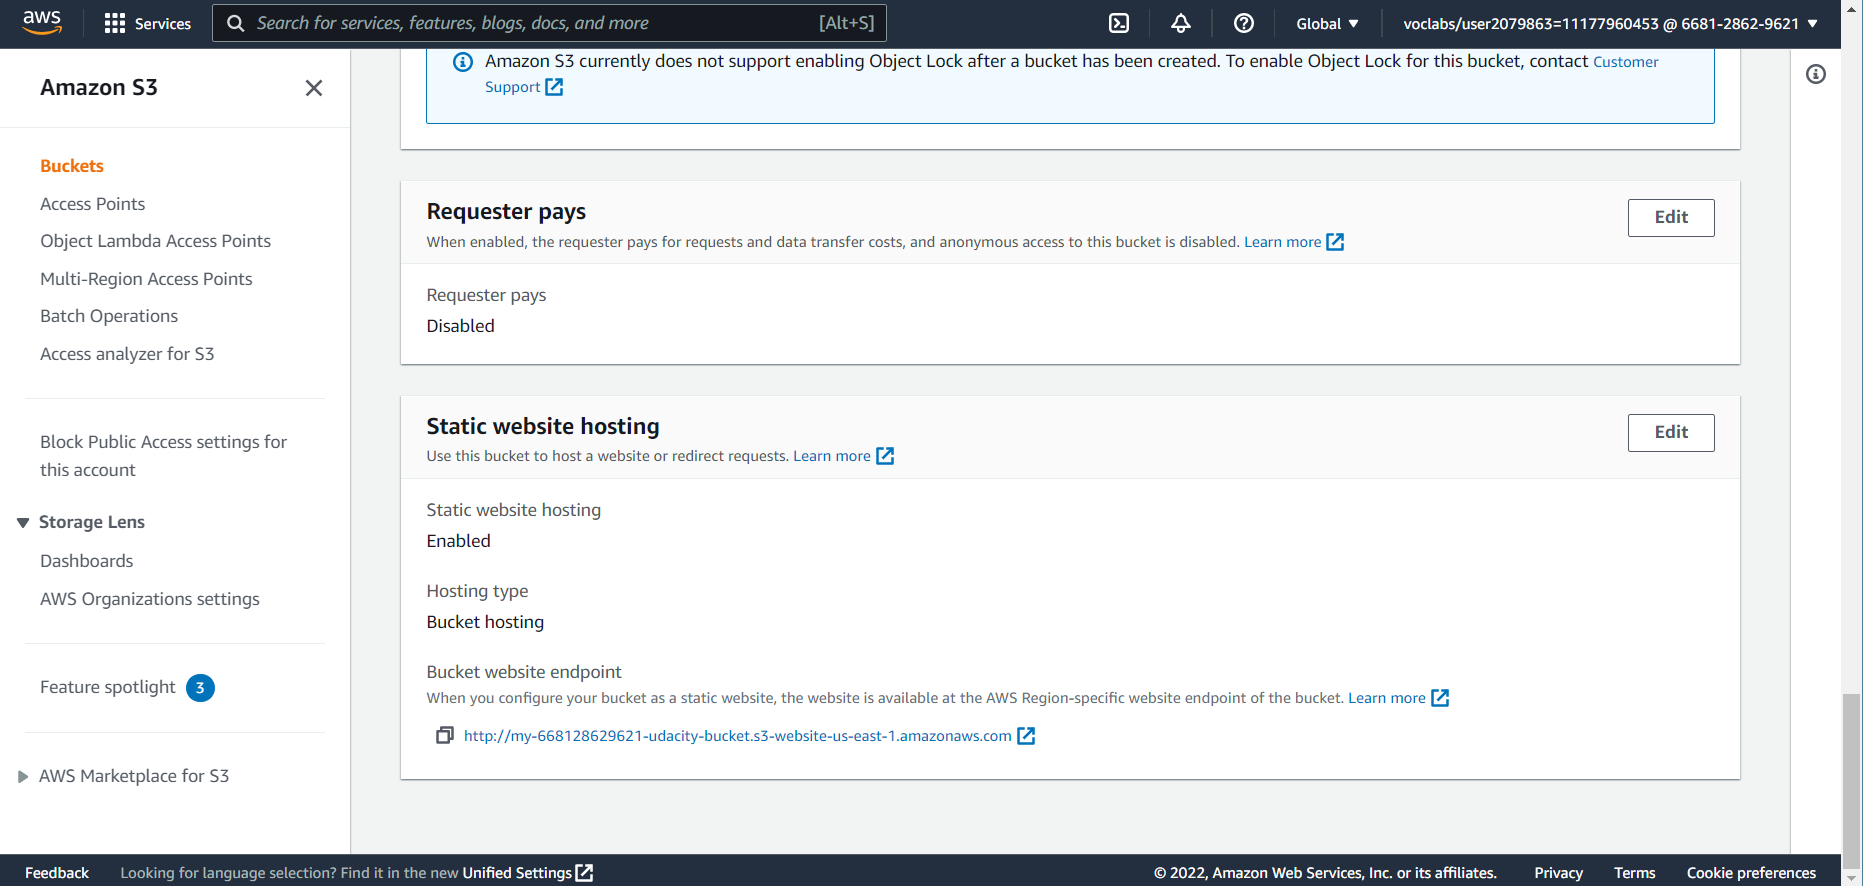 aws
Services
Search for services, features, blogs, docs, and more
[Alt+S]
Global
voclabs/user2079863=11177960453 @ 6681-2862-9621
Amazon S3
Buckets
Access Points
Object Lambda Access Points
Multi-Region Access Points
Batch Operations
Access analyzer for S3
Block Public Access settings for
this account
Storage Lens
Dashboards
AWS Organizations settings
Feature spotlight 3
AWS Marketplace for S3
Amazon S3 currently does not support enabling Object Lock after a bucket has been created. To enable Object Lock for this bucket, contact Customer
Support
Requester pays
Edit
When enabled, the requester pays for requests and data transfer costs, and anonymous access to this bucket is disabled. Learn more
Requester pays
Disabled
Static website hosting
Edit
Use this bucket to host a website or redirect requests. Learn more
Static website hosting
Enabled
Hosting type
Bucket hosting
Bucket website endpoint
When you configure your bucket as a static website, the website is available at the AWS Region-specific website endpoint of the bucket. Learn more
http://my-668128629621-udacity-bucket.s3-website-us-east-1.amazonaws.com
Feedback
Looking for language selection? Find it in the new Unified Settings
© 2022, Amazon Web Services, Inc. or its affiliates.
Privacy
Terms
Cookie preferences